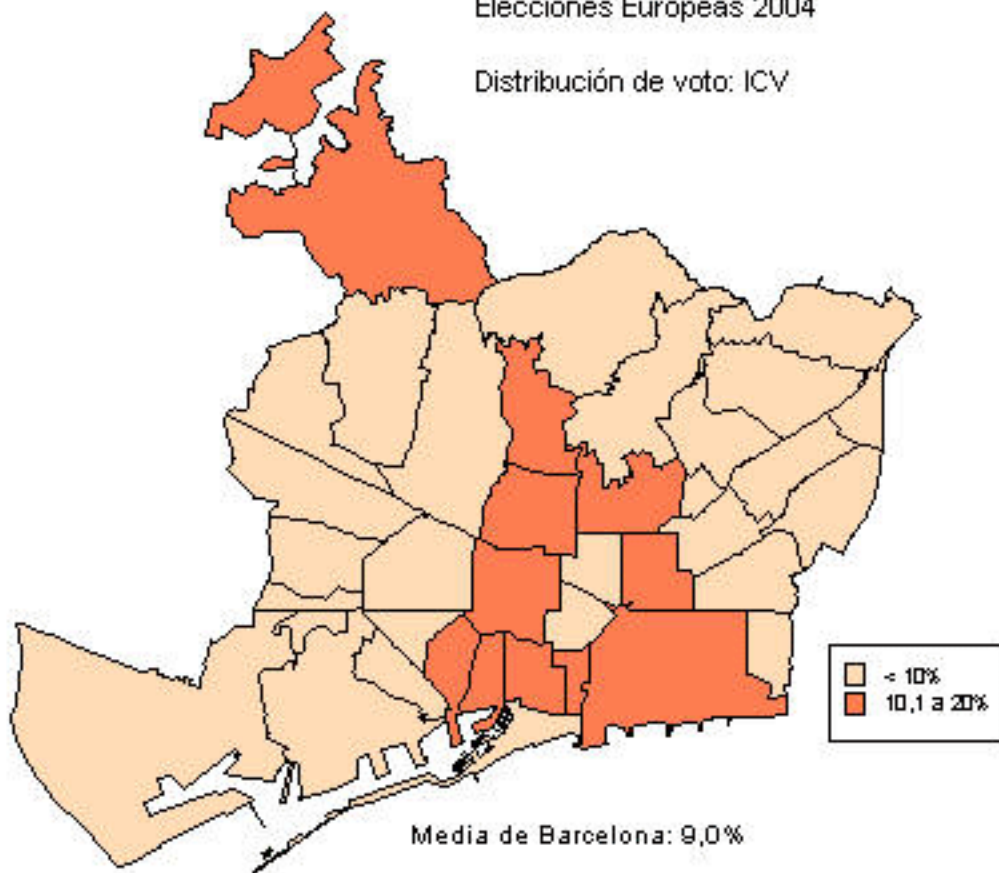 Elecciones Europeas 2004
Distribución de voto: ICV
< 10%
10,1 a 20%
Media de Barcelona: 9,0%